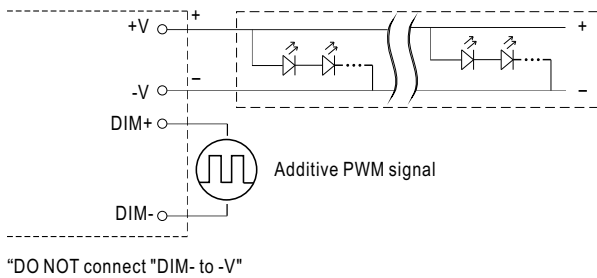 +V + +
-V − −
DIM+
Additive PWM signal
DIM-
“DO NOT connect "DIM- to -V"